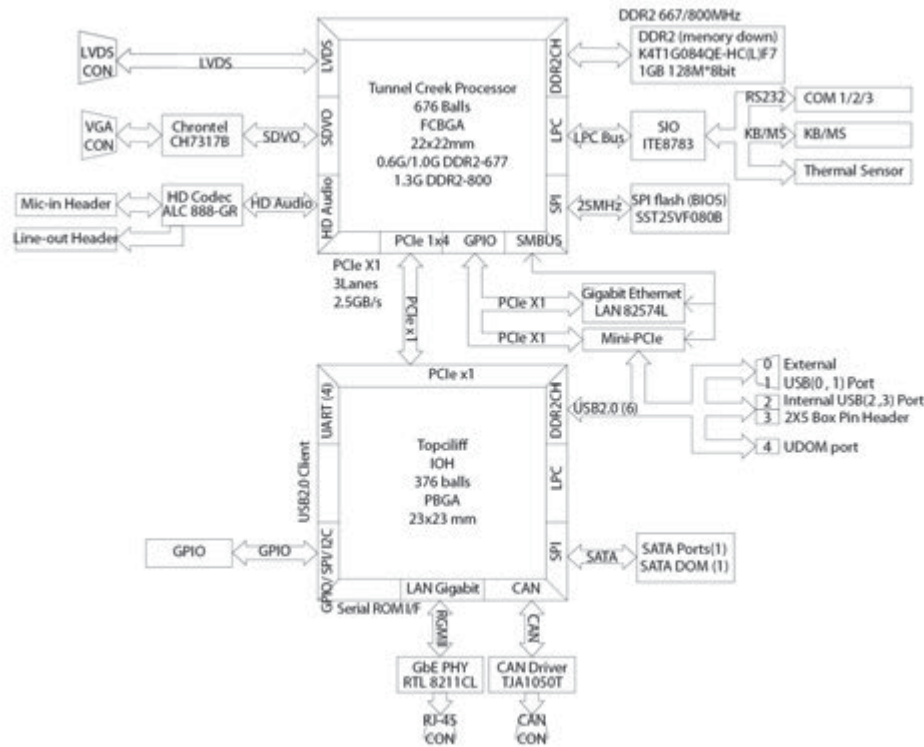 DDR2 667/800MHz
LVDS
CON
LVDS
LVDS
DDR2CH
DDR2 (menory down)
K4T1G084QE-HC(L)F7
1GB 128M*8bit
Tunnel Creek Processor
676 Balls
FCBGA
22x22mm
0.6G/1.0G DDR2-677
1.3G DDR2-800
VGA
CON
Chrontel
CH7317B
SDVO
SDVO
LPC
LPC Bus
SIO
ITE8783
RS232
COM 1/2/3
KB/MS
KB/MS
Thermal Sensor
Mic-in Header
HD Codec
ALC 888-GR
HD Audio
HD Audio
Line-out Header
SPI
25MHz
SPI flash (BIOS)
SST25VF080B
PCIe 1x4
GPIO
SMBUS
PCIe X1
3Lanes
2.5GB/s
PCIe x1
PCIe X1
Gigabit Ethernet
LAN 82574L
PCIe X1
Mini-PCIe
PCIe x1
UART (4)
DDR2CH
USB2.0 (6)
0
External
1
USB(0 , 1) Port
2
Internal USB(2 ,3) Port
3
2X5 Box Pin Header
4
UDOM port
USB2.0 Client
Topciliff
IOH
376 balls
PBGA
23x23 mm
LPC
GPIO
GPIO
GPIO/ SPI/ I2C
SPI
SATA
SATA Ports(1)
SATA DOM (1)
Serial ROM I/F
LAN Gigabit
CAN
RGMII
CAN
GbE PHY
RTL 8211CL
CAN Driver
TJA1050T
RJ-45
CON
CAN
CON